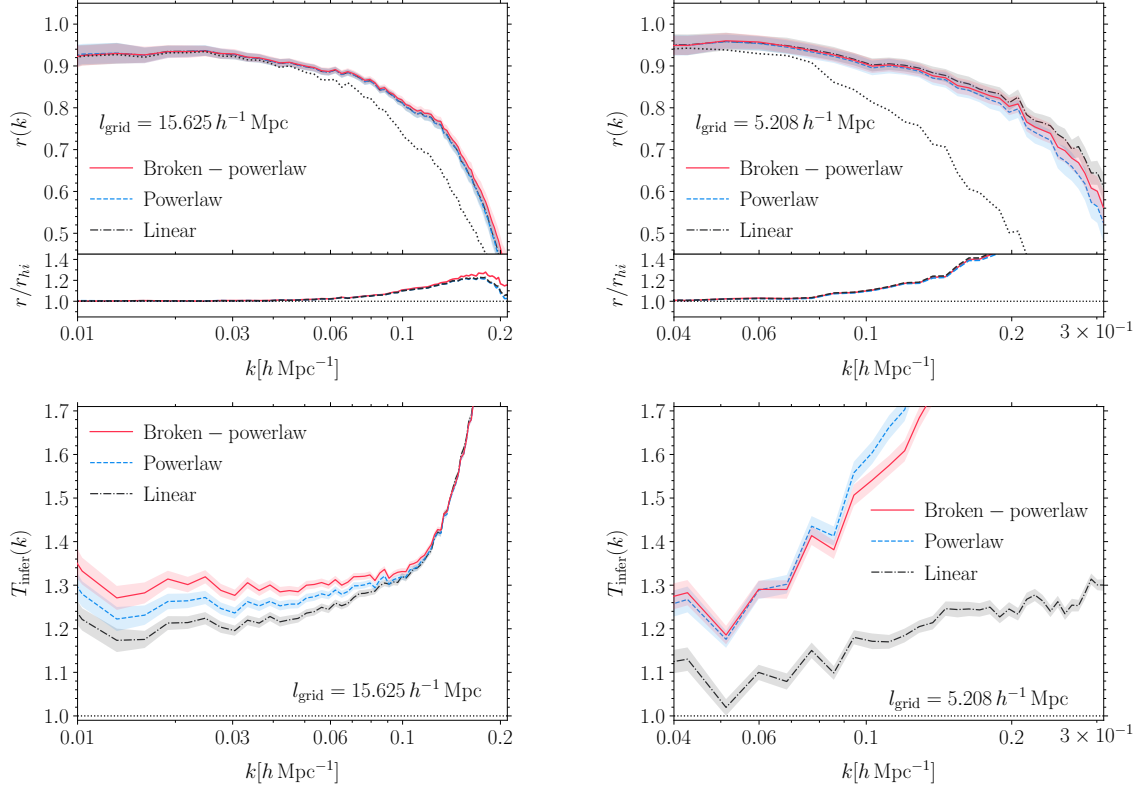 1.0
0.9
0.8
0.7
0.6
0.5
r(k)
l_grid = 15.625 h⁻¹ Mpc
Broken − powerlaw
Powerlaw
Linear
1.4
1.2
1.0
r/r_hi
0.01 0.03 0.06 0.1 0.2
k[h Mpc⁻¹]
1.0
0.9
0.8
0.7
0.6
0.5
r(k)
l_grid = 5.208 h⁻¹ Mpc
Broken − powerlaw
Powerlaw
Linear
1.4
1.2
1.0
r/r_hi
0.04 0.06 0.1 0.2 3 × 10⁻¹
k[h Mpc⁻¹]
1.7
1.6
1.5
1.4
1.3
1.2
1.1
1.0
T_infer(k)
Broken − powerlaw
Powerlaw
Linear
l_grid = 15.625 h⁻¹ Mpc
0.01 0.03 0.06 0.1 0.2
k[h Mpc⁻¹]
1.7
1.6
1.5
1.4
1.3
1.2
1.1
1.0
T_infer(k)
Broken − powerlaw
Powerlaw
Linear
l_grid = 5.208 h⁻¹ Mpc
0.04 0.06 0.1 0.2 3 × 10⁻¹
k[h Mpc⁻¹]